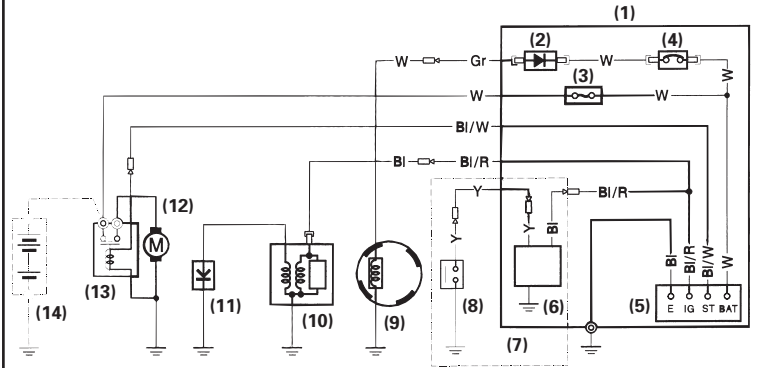 (1)
(2)
(4)
W
Gr
W
W
(3)
W
W
Bl/W
Bl
Bl/R
Y
Bl/R
(12)
Y
Y
Bl
M
Bl
Bl/R
Bl/W
W
(13)
(14)
(11)
(10)
(9)
(8)
(6)
(5)
E
IG
ST
BAT
(7)